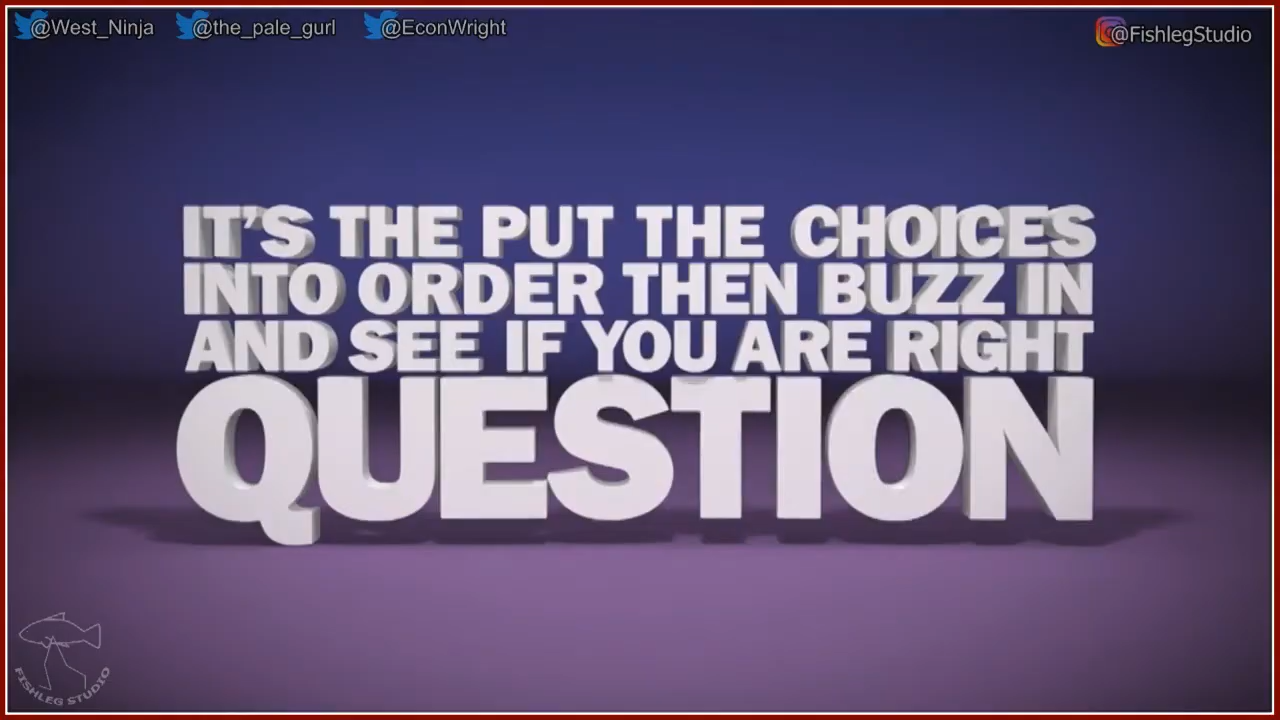 @West_Ninja @the_pale_gurl @EconWright @FishlegStudio
IT'S THE PUT THE CHOICES
INTO ORDER THEN BUZZ IN
AND SEE IF YOU ARE RIGHT
QUESTION
FISHLEG STUDIO